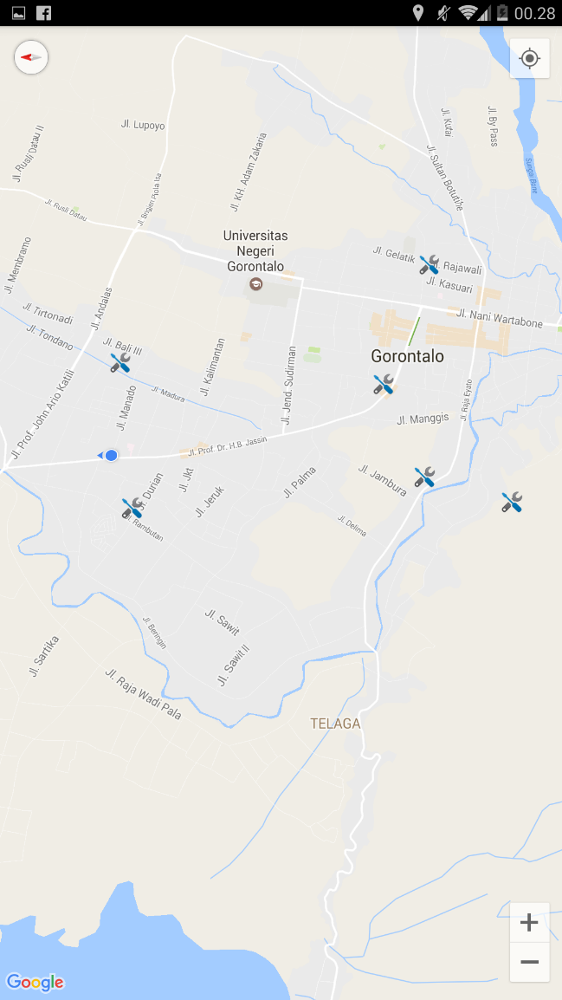 00.28
Jl. Kutai
Jl. By Pass
Jl. Lupoyo
Jl. Rusli Datau II
Jl. KH. Adam Zakaria
Jl. Sultan Botutihe
Sungai Bone
Jl. Brigjen Piola Isa
Jl. Rusli Datau
Universitas
Negeri
Gorontalo
Jl. Gelatik
Jl. Rajawali
Jl. Kasuari
Jl. Membramo
Jl. Andalas
Jl. Tirtonadi
Jl. Tondano
Jl. Bali III
Jl. Nani Wartabone
Gorontalo
Jl. Kalimantan
Jl. Jend. Sudirman
Jl. Prof. John Ario Katili
Jl. Manado
Jl. Madura
Jl. Raja Eyato
Jl. Manggis
Jl. Prof. Dr. H.B. Jassin
Jl. Durian
Jl. Jkt
Jl. Jeruk
Jl. Palma
Jl. Jambura
Jl. Rambutan
Jl. Delima
Jl. Beringin
Jl. Sawit
Jl. Sawit II
Jl. Sartika
Jl. Raja Wadi Pala
TELAGA
+
−
Google